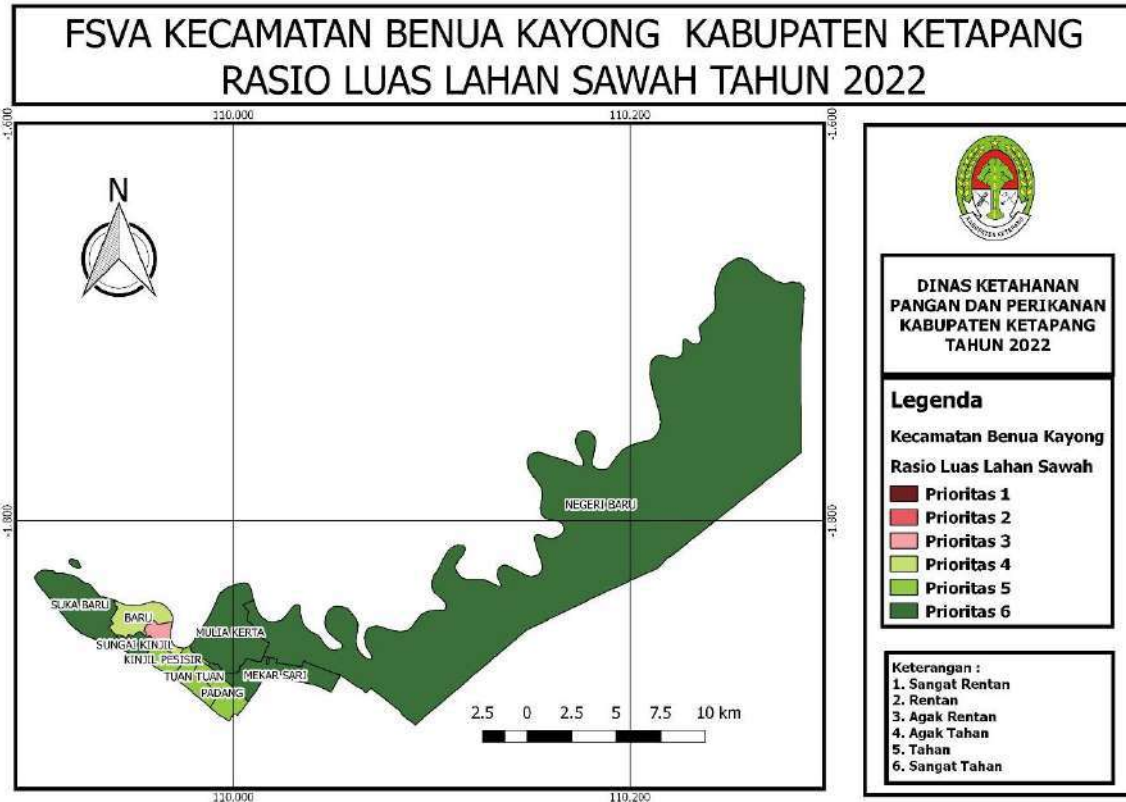 FSVA KECAMATAN BENUA KAYONG KABUPATEN KETAPANG
RASIO LUAS LAHAN SAWAH TAHUN 2022
110.000
110.200
-1.600
-1.600
N
NEGERI BARU
-1.800
-1.800
SUKA BARU
BARU
MULIA KERTA
SUNGAI KINJIL
KINJIL PESISIR
TUAN TUAN
MEKAR SARI
PADANG
2.5 0 2.5 5 7.5 10 km
110.000
110.200
KABUPATEN KETAPANG
DINAS KETAHANAN
PANGAN DAN PERIKANAN
KABUPATEN KETAPANG
TAHUN 2022
Legenda
Kecamatan Benua Kayong
Rasio Luas Lahan Sawah
Prioritas 1
Prioritas 2
Prioritas 3
Prioritas 4
Prioritas 5
Prioritas 6
Keterangan :
1. Sangat Rentan
2. Rentan
3. Agak Rentan
4. Agak Tahan
5. Tahan
6. Sangat Tahan